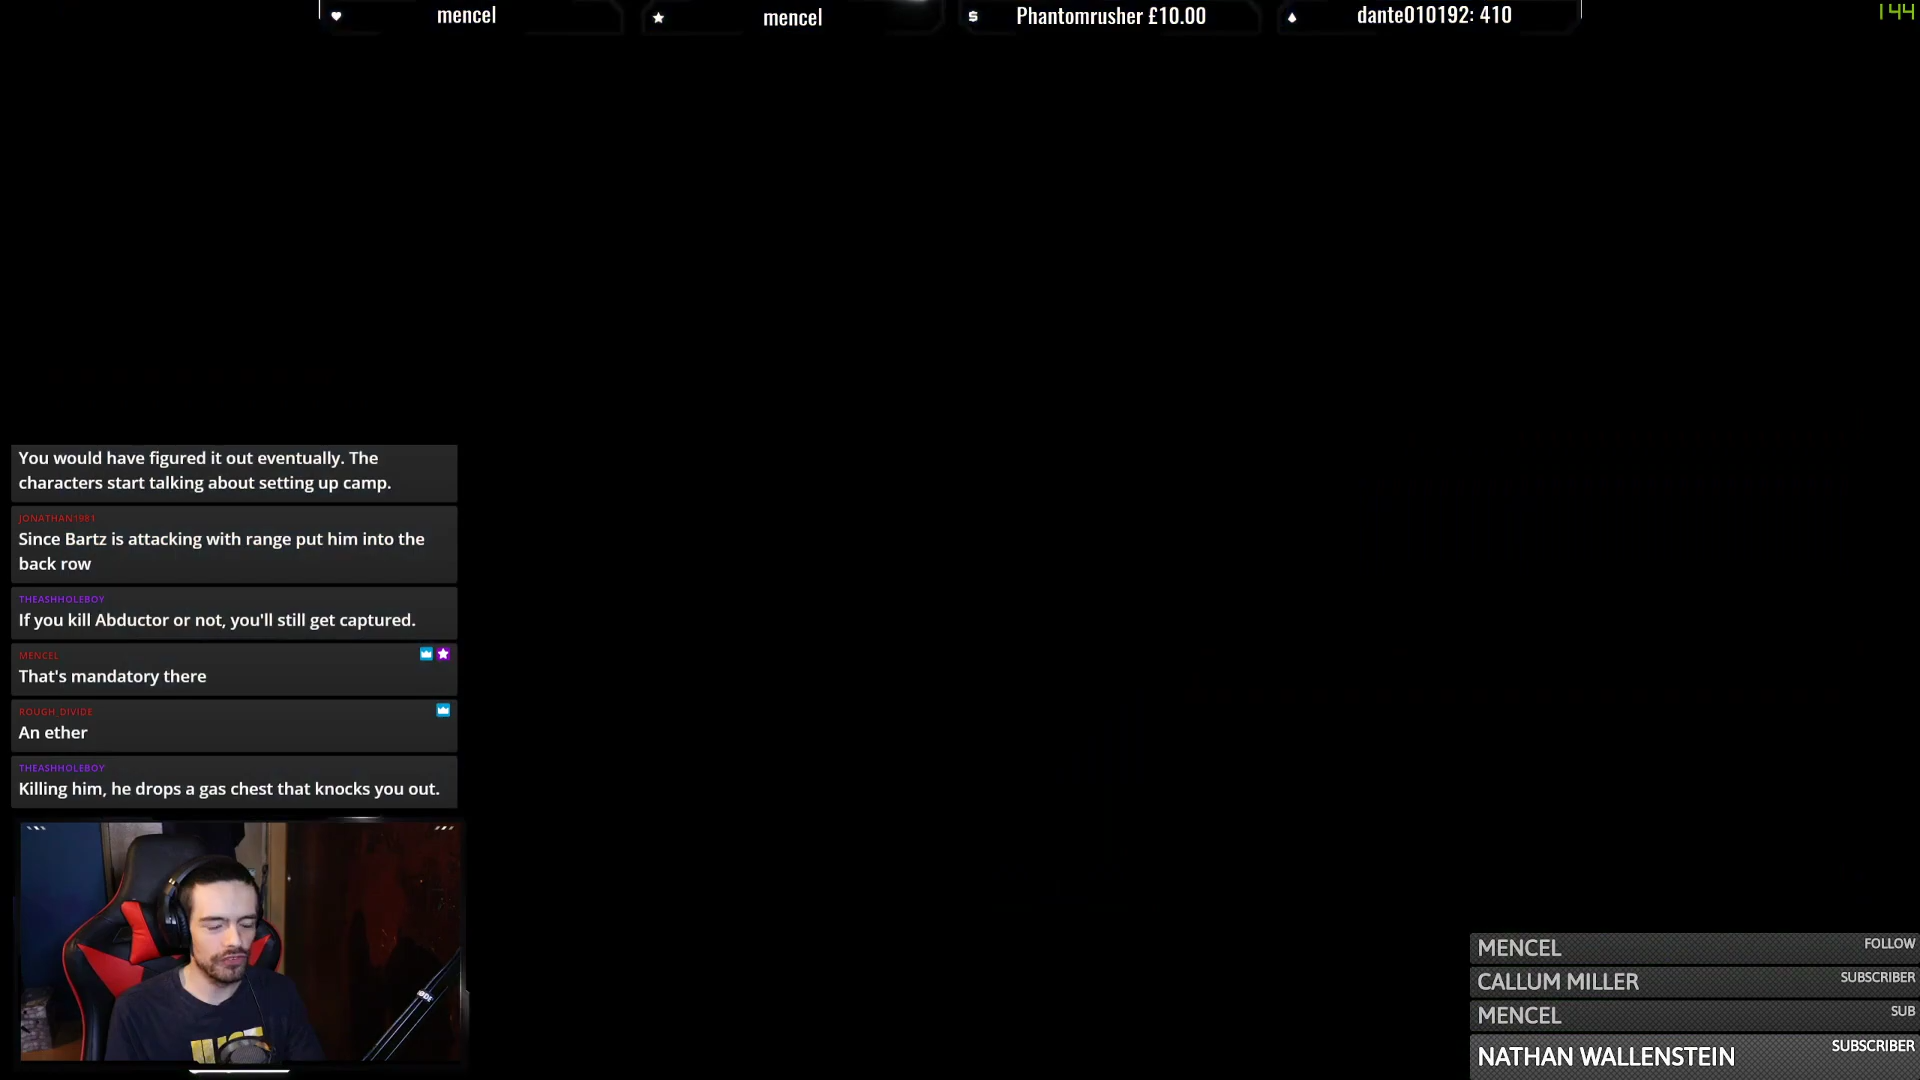 mencel
mencel
Phantomrusher £10.00
dante010192: 410
144
You would have figured it out eventually. The
characters start talking about setting up camp.
JONATHAN1981
Since Bartz is attacking with range put him into the
back row
THEASHHOLEBOY
If you kill Abductor or not, you'll still get captured.
MENCEL
That's mandatory there
ROUGH_DIVIDE
An ether
THEASHHOLEBOY
Killing him, he drops a gas chest that knocks you out.
MENCEL FOLLOW
CALLUM MILLER SUBSCRIBER
MENCEL SUB
NATHAN WALLENSTEIN SUBSCRIBER